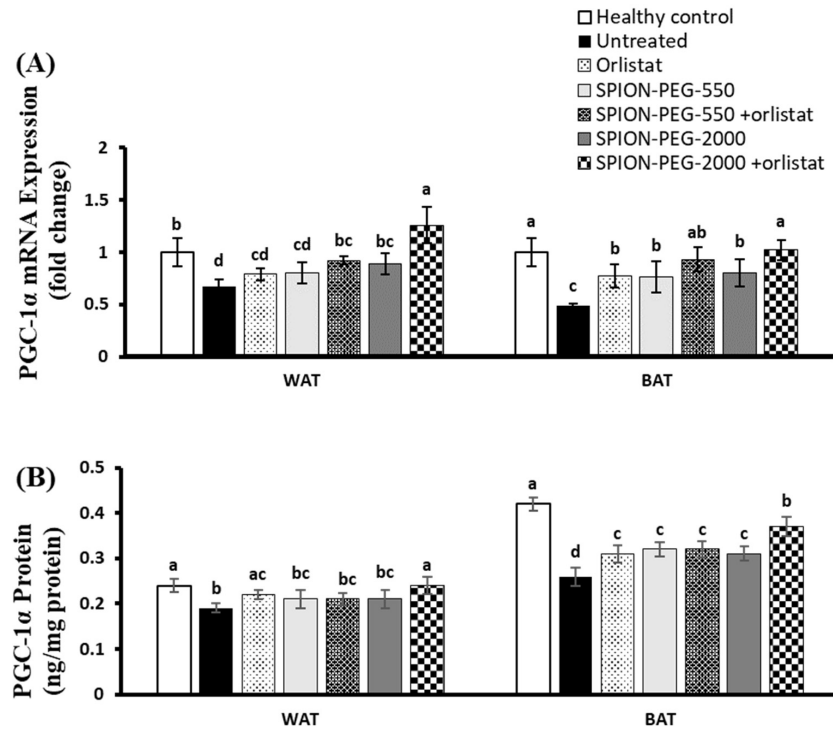 Healthy control
Untreated
Orlistat
SPION-PEG-550
SPION-PEG-550 +orlistat
SPION-PEG-2000
SPION-PEG-2000 +orlistat
(A)
PGC-1α mRNA Expression
(fold change)
2
1.5
1
0.5
0
b
d
cd
cd
bc
bc
a
a
c
b
b
ab
b
a
WAT
BAT
(B)
PGC-1α Protein
(ng/mg protein)
0.5
0.4
0.3
0.2
0.1
0
a
b
ac
bc
bc
bc
a
a
d
c
c
c
c
b
WAT
BAT